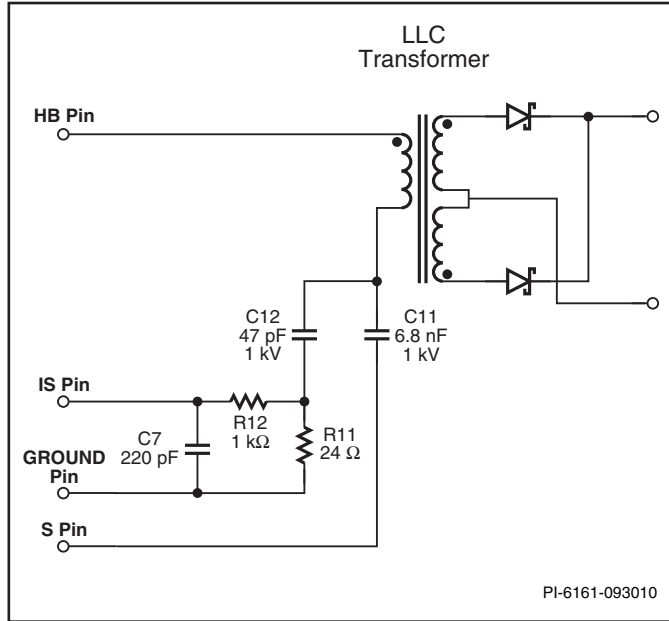 LLC
Transformer
HB Pin
C12
47 pF
1 kV
C11
6.8 nF
1 kV
IS Pin
R12
1 kΩ
C7
220 pF
R11
24 Ω
GROUND
Pin
S Pin
PI-6161-093010